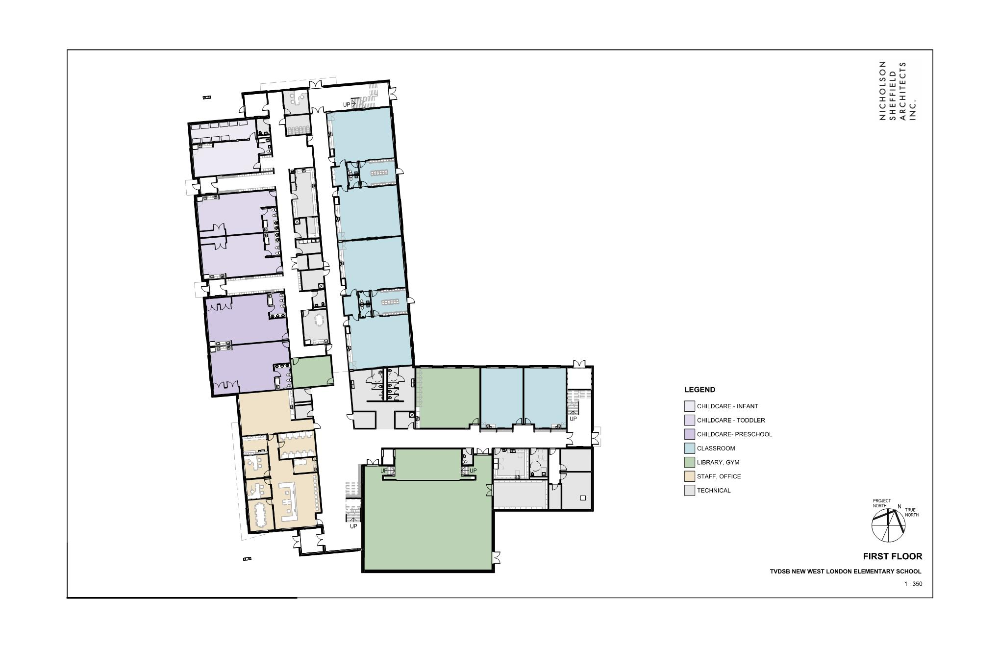 NICHOLSON
SHEFFIELD
ARCHITECTS
INC.
UP
UP
UP
UP
UP
LEGEND
CHILDCARE - INFANT
CHILDCARE - TODDLER
CHILDCARE- PRESCHOOL
CLASSROOM
LIBRARY, GYM
STAFF, OFFICE
TECHNICAL
PROJECT
NORTH
N
TRUE
NORTH
FIRST FLOOR
TVDSB NEW WEST LONDON ELEMENTARY SCHOOL
1 : 350